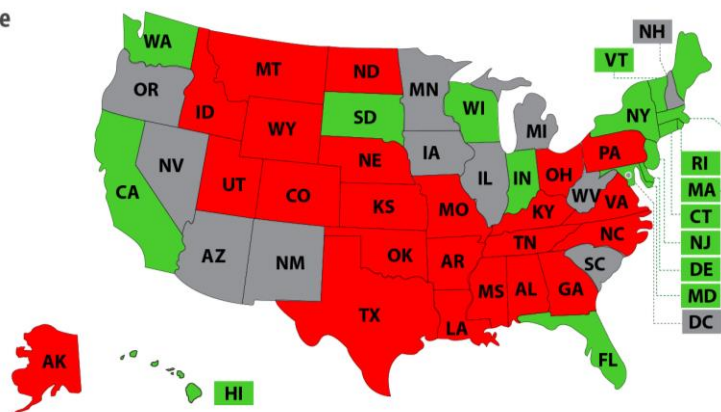 e
WA
OR
CA
NV
ID
MT
WY
UT
CO
AZ
NM
ND
SD
NE
KS
OK
TX
MN
IA
MO
AR
LA
WI
IL
MI
IN
OH
KY
TN
MS
AL
GA
FL
SC
NC
VA
WV
PA
NY
VT
NH
RI
MA
CT
NJ
DE
MD
DC
AK
HI